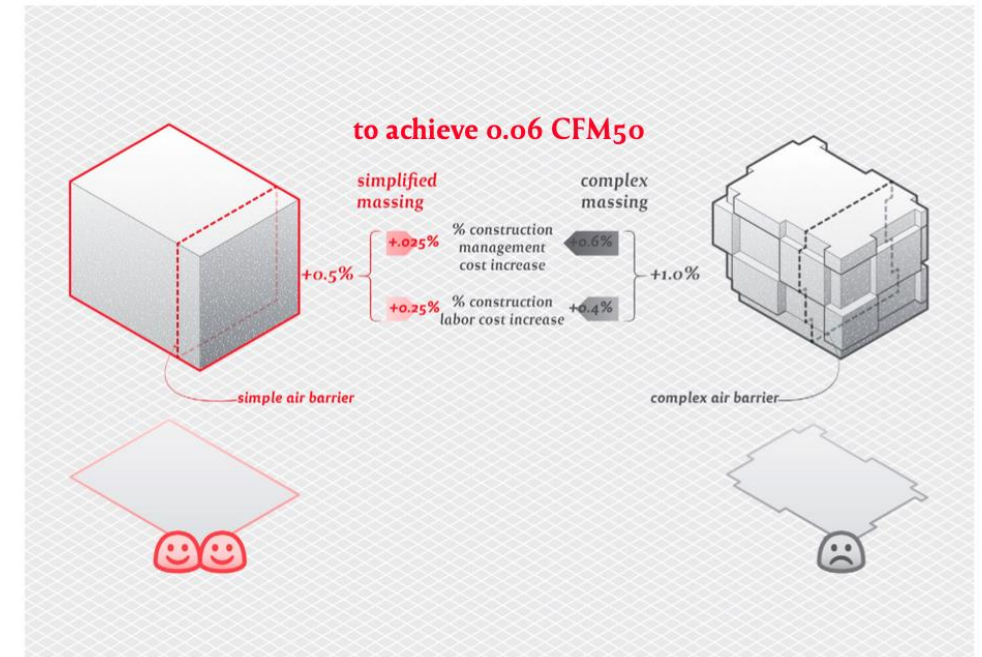 to achieve 0.06 CFM50
simplified
massing
complex
massing
+.025%
% construction
management
cost increase
+0.6%
+0.5%
+1.0%
+0.25%
% construction
labor cost increase
+0.4%
simple air barrier
complex air barrier